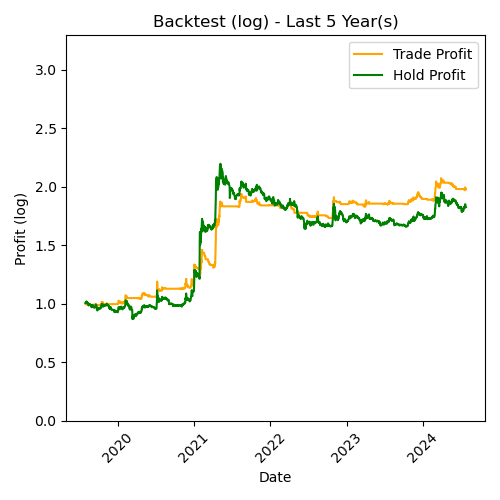 Backtest (log) - Last 5 Year(s)
Trade Profit
Hold Profit
Profit (log)
3.0
2.5
2.0
1.5
1.0
0.5
0.0
2020
2021
2022
2023
2024
Date